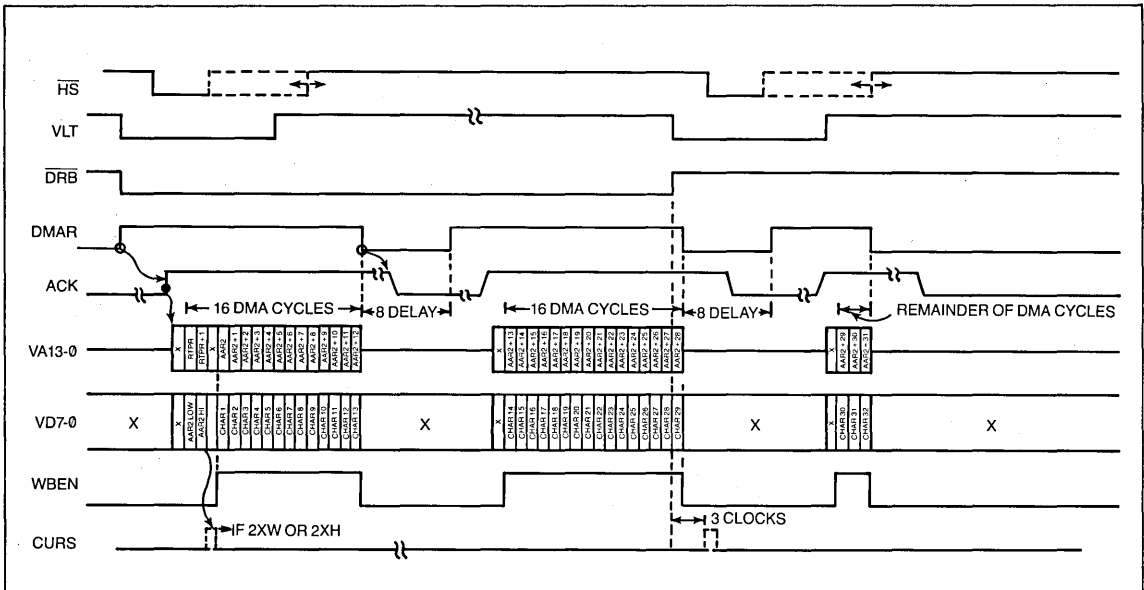 HS
VLT
DRB
DMAR
ACK
16 DMA CYCLES
8 DELAY
16 DMA CYCLES
8 DELAY
REMAINDER OF DMA CYCLES
VA13-0
X
RTPR
RTPR + 1
X
AAR2
AAR2 + 1
AAR2 + 2
AAR2 + 3
AAR2 + 4
AAR2 + 5
AAR2 + 6
AAR2 + 7
AAR2 + 8
AAR2 + 9
AAR2 + 10
AAR2 + 11
AAR2 + 12
X
AAR2 + 13
AAR2 + 14
AAR2 + 15
AAR2 + 16
AAR2 + 17
AAR2 + 18
AAR2 + 19
AAR2 + 20
AAR2 + 21
AAR2 + 22
AAR2 + 23
AAR2 + 24
AAR2 + 25
AAR2 + 26
AAR2 + 27
AAR2 + 28
X
AAR2 + 29
AAR2 + 30
AAR2 + 31
VD7-0
X
X
AAR2 LOW
AAR2 HI
CHAR 1
CHAR 2
CHAR 3
CHAR 4
CHAR 5
CHAR 6
CHAR 7
CHAR 8
CHAR 9
CHAR 10
CHAR 11
CHAR 12
CHAR 13
X
X
CHAR 14
CHAR 15
CHAR 16
CHAR 17
CHAR 18
CHAR 19
CHAR 20
CHAR 21
CHAR 22
CHAR 23
CHAR 24
CHAR 25
CHAR 26
CHAR 27
CHAR 28
CHAR 29
X
X
CHAR 30
CHAR 31
CHAR 32
X
WBEN
3 CLOCKS
IF 2XW OR 2XH
CURS